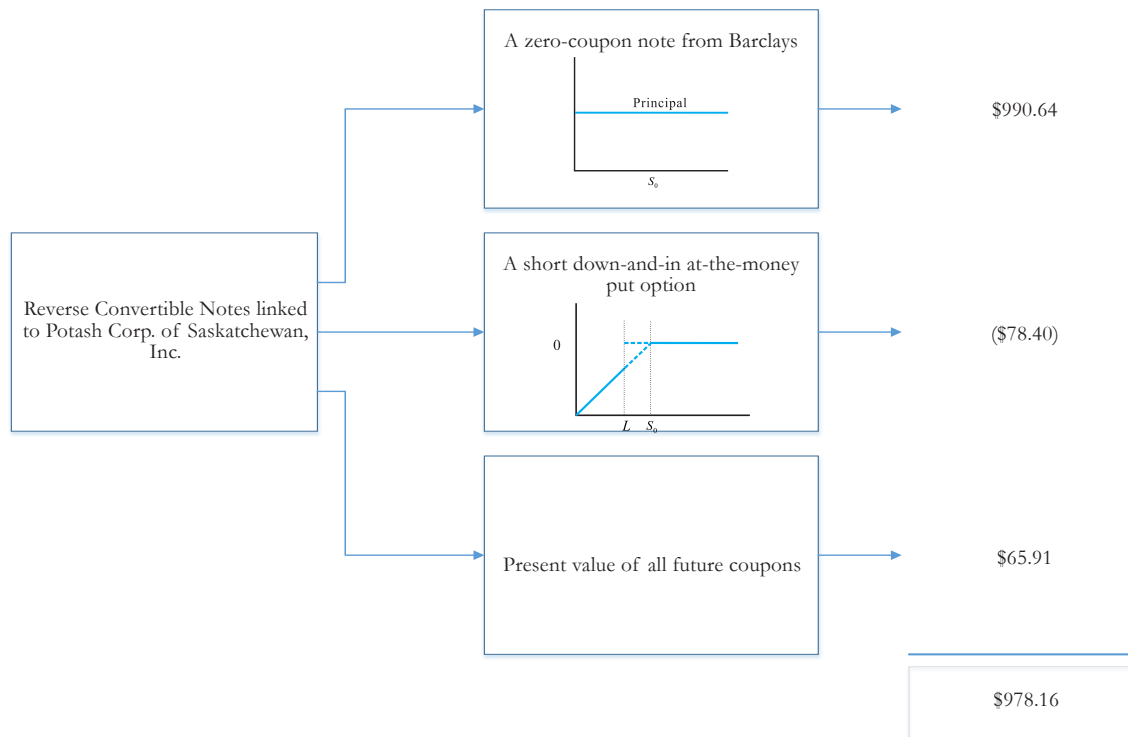 A zero-coupon note from Barclays
Principal
S₀
$990.64
Reverse Convertible Notes linked
to Potash Corp. of Saskatchewan,
Inc.
A short down-and-in at-the-money
put option
0
L S₀
($78.40)
Present value of all future coupons
$65.91
$978.16